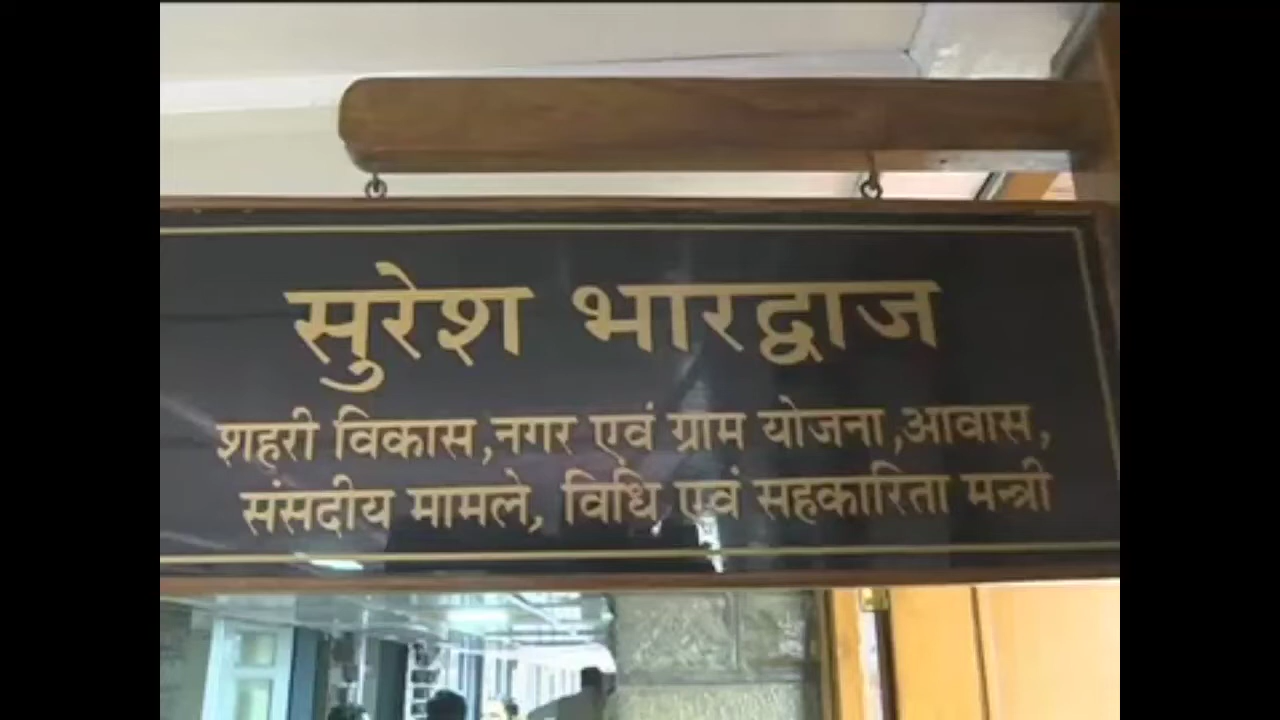 सुरेश भारद्वाज
शहरी विकास,नगर एवं ग्राम योजना,आवास,
संसदीय मामले, विधि एवं सहकारिता मन्त्री